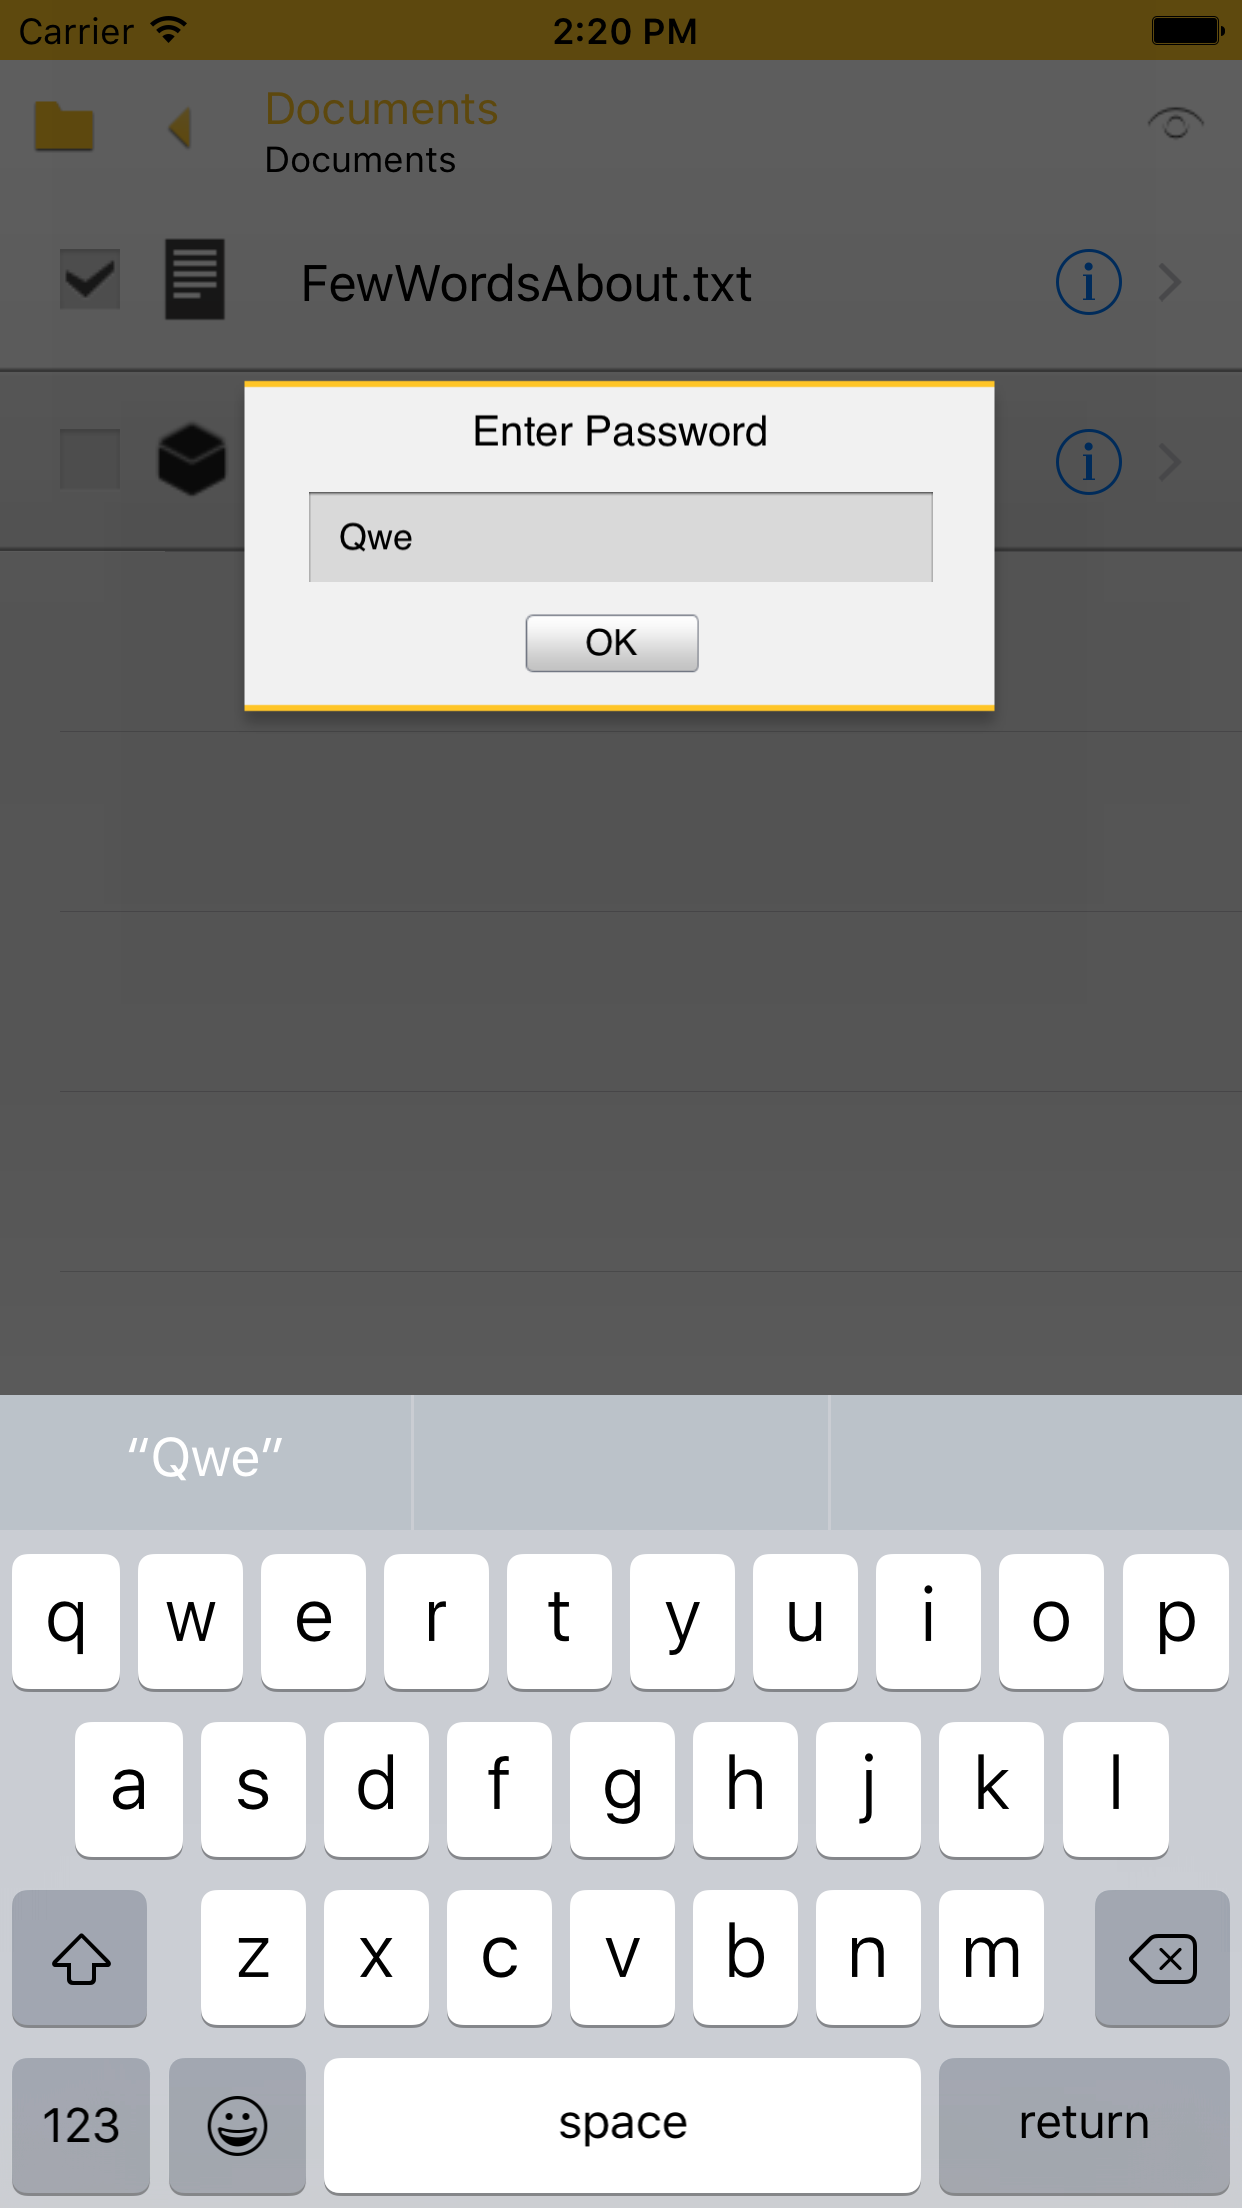 Carrier 2:20 PM
Documents
Documents
FewWordsAbout.txt
Enter Password
Qwe
OK
“Qwe”
q w e r t y u i o p
a s d f g h j k l
z x c v b n m
123 space return